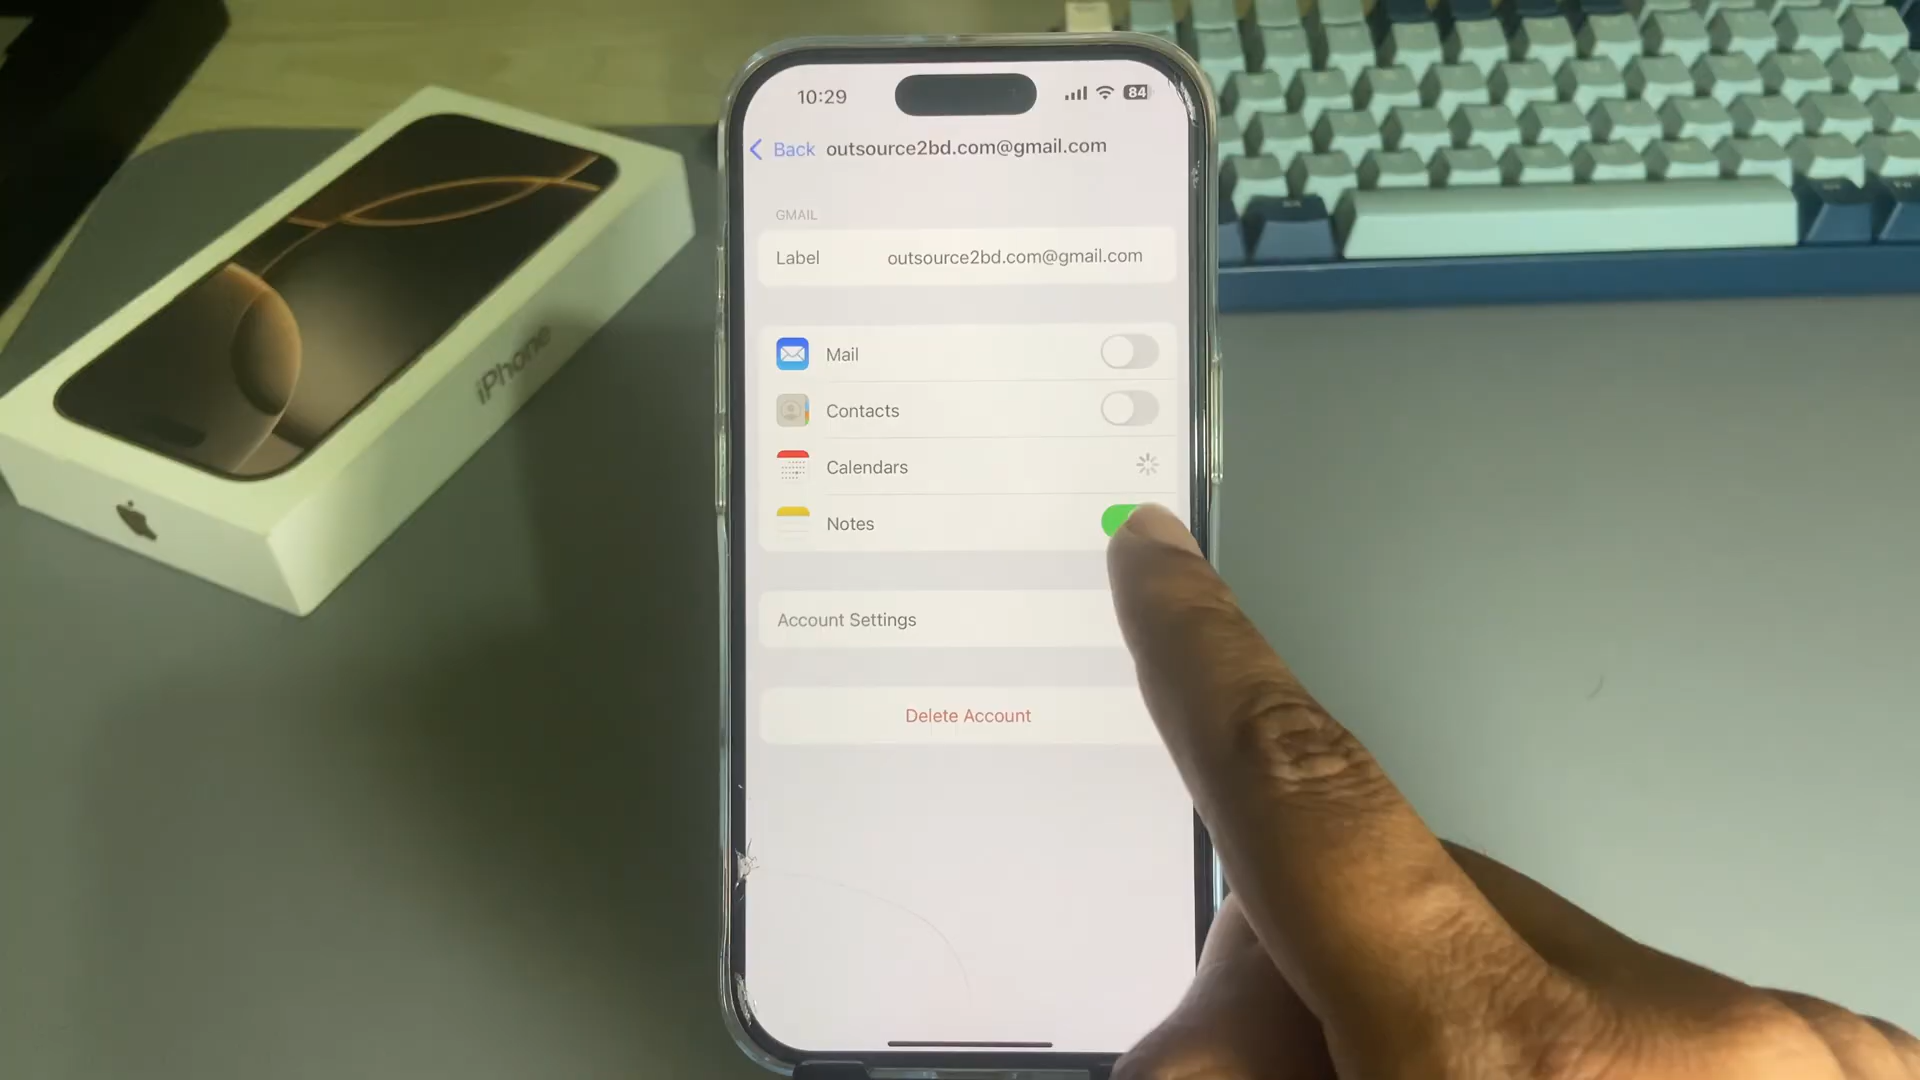 iPhone
10:29
84
Back outsource2bd.com@gmail.com
GMAIL
Label outsource2bd.com@gmail.com
Mail
Contacts
Calendars
Notes
Account Settings
Delete Account